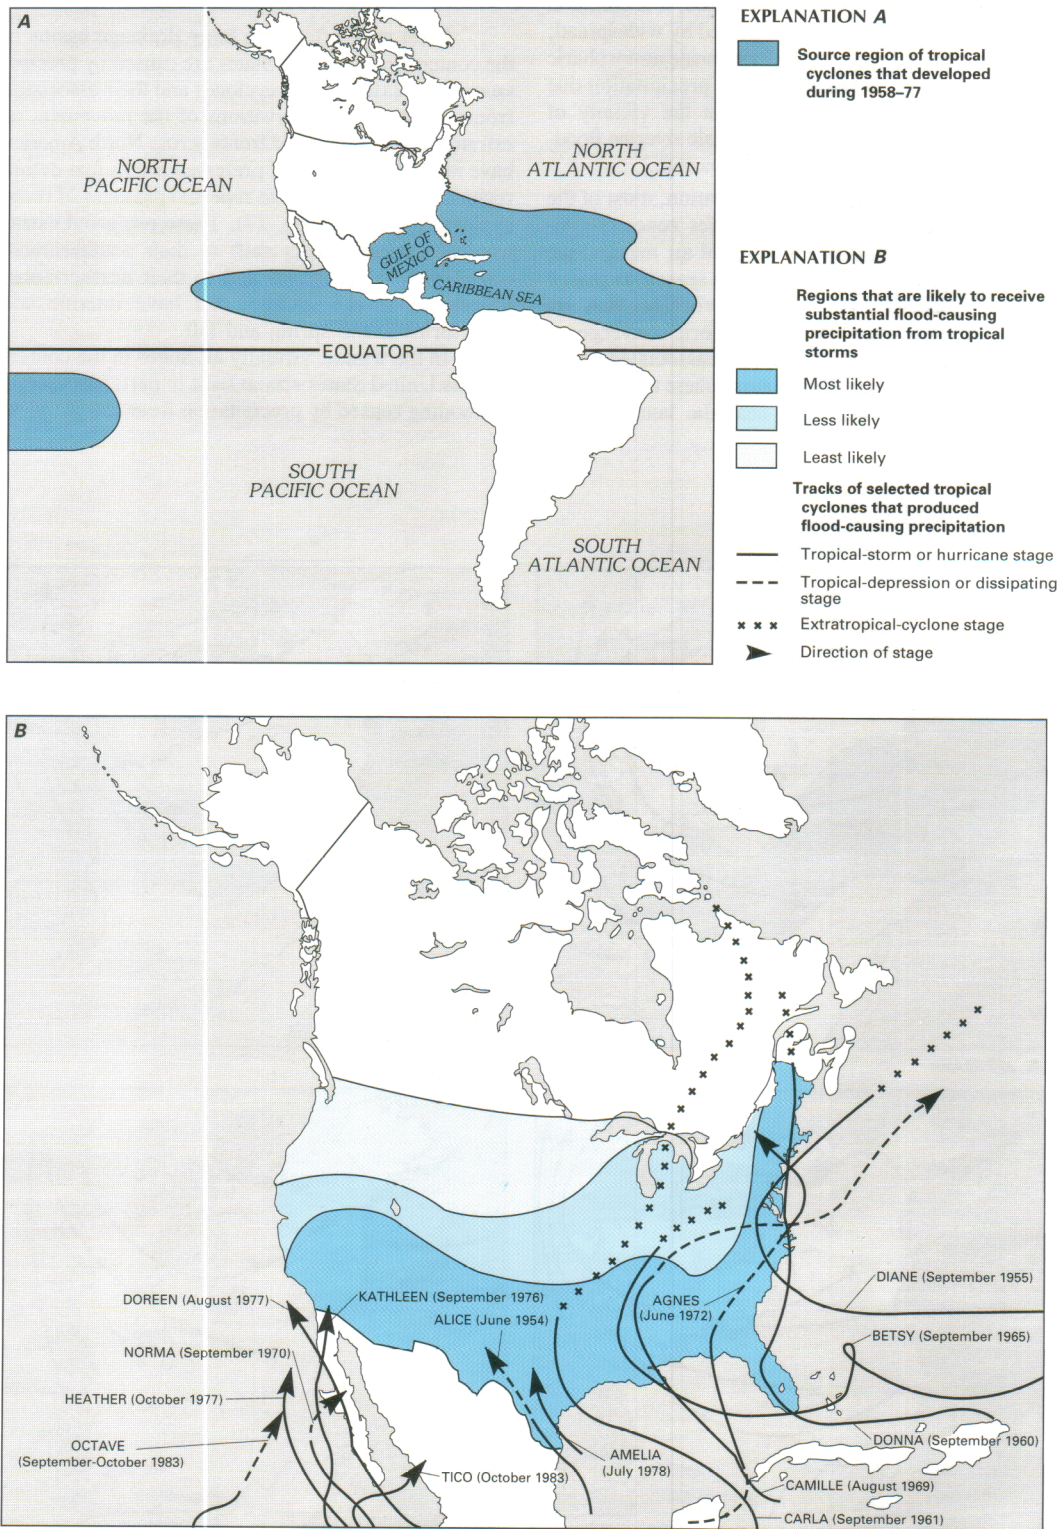 A
NORTH
PACIFIC OCEAN
NORTH
ATLANTIC OCEAN
GULF OF
MEXICO
CARIBBEAN SEA
EQUATOR
SOUTH
PACIFIC OCEAN
SOUTH
ATLANTIC OCEAN
EXPLANATION A
Source region of tropical
cyclones that developed
during 1958–77
EXPLANATION B
Regions that are likely to receive
substantial flood-causing
precipitation from tropical
storms
Most likely
Less likely
Least likely
Tracks of selected tropical
cyclones that produced
flood-causing precipitation
Tropical-storm or hurricane stage
Tropical-depression or dissipating
stage
Extratropical-cyclone stage
Direction of stage
B
DOREEN (August 1977)
KATHLEEN (September 1976)
ALICE (June 1954)
AGNES
(June 1972)
DIANE (September 1955)
BETSY (September 1965)
NORMA (September 1970)
HEATHER (October 1977)
OCTAVE
(September-October 1983)
TICO (October 1983)
AMELIA
(July 1978)
DONNA (September 1960)
CAMILLE (August 1969)
CARLA (September 1961)